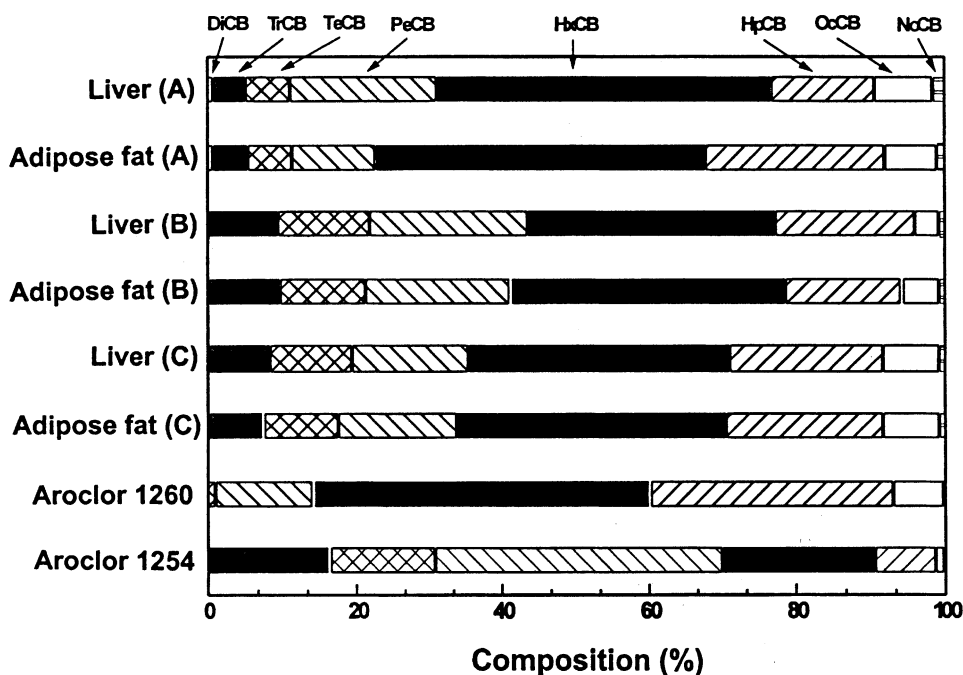 DiCB TrCB TeCB PeCB HxCB HpCB OcCB NcCB
Liver (A)
Adipose fat (A)
Liver (B)
Adipose fat (B)
Liver (C)
Adipose fat (C)
Aroclor 1260
Aroclor 1254
0 20 40 60 80 100
Composition (%)